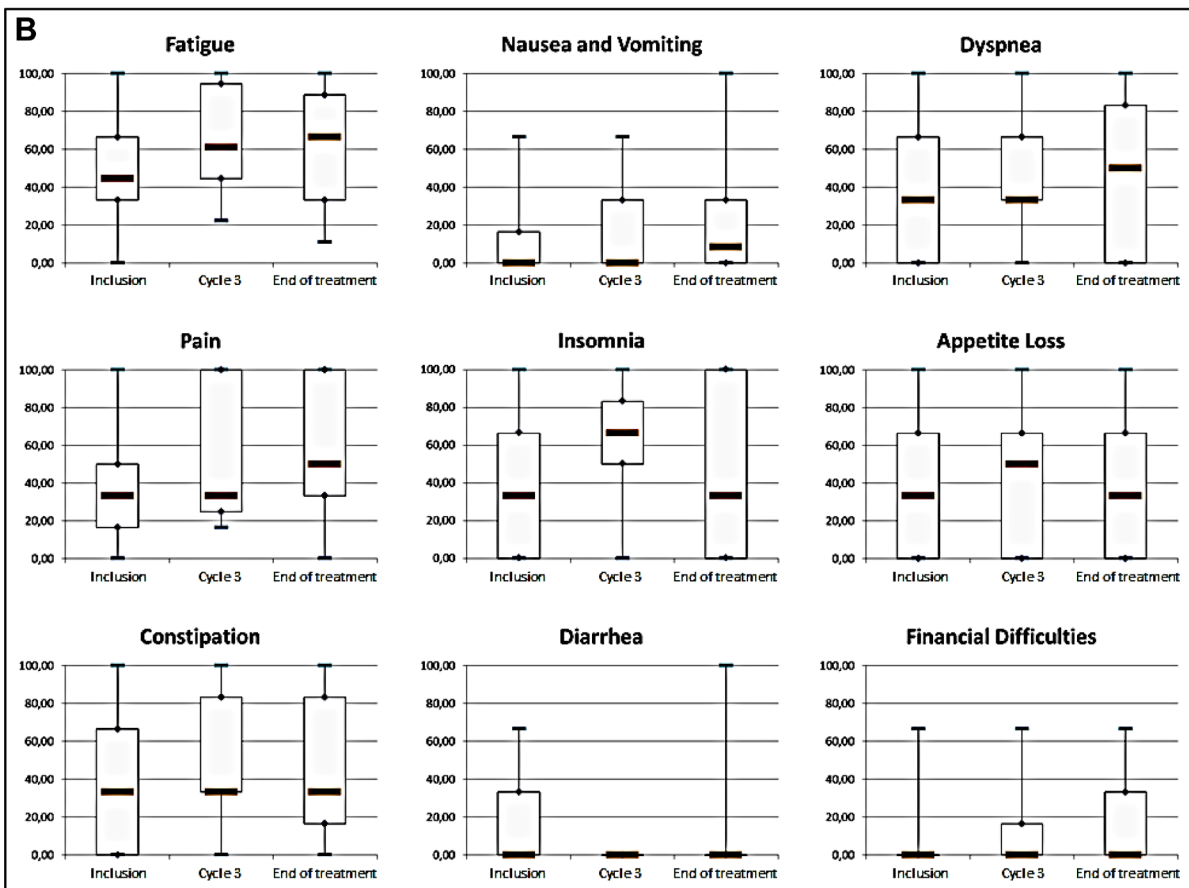 B
Fatigue
Nausea and Vomiting
Dyspnea
100,00
80,00
60,00
40,00
20,00
0,00
Inclusion
Cycle 3
End of treatment
100,00
80,00
60,00
40,00
20,00
0,00
Inclusion
Cycle 3
End of treatment
100,00
80,00
60,00
40,00
20,00
0,00
Inclusion
Cycle 3
End of treatment
Pain
Insomnia
Appetite Loss
100,00
80,00
60,00
40,00
20,00
0,00
Inclusion
Cycle 3
End of treatment
100,00
80,00
60,00
40,00
20,00
0,00
Inclusion
Cycle 3
End of treatment
100,00
80,00
60,00
40,00
20,00
0,00
Inclusion
Cycle 3
End of treatment
Constipation
Diarrhea
Financial Difficulties
100,00
80,00
60,00
40,00
20,00
0,00
Inclusion
Cycle 3
End of treatment
100,00
80,00
60,00
40,00
20,00
0,00
Inclusion
Cycle 3
End of treatment
100,00
80,00
60,00
40,00
20,00
0,00
Inclusion
Cycle 3
End of treatment